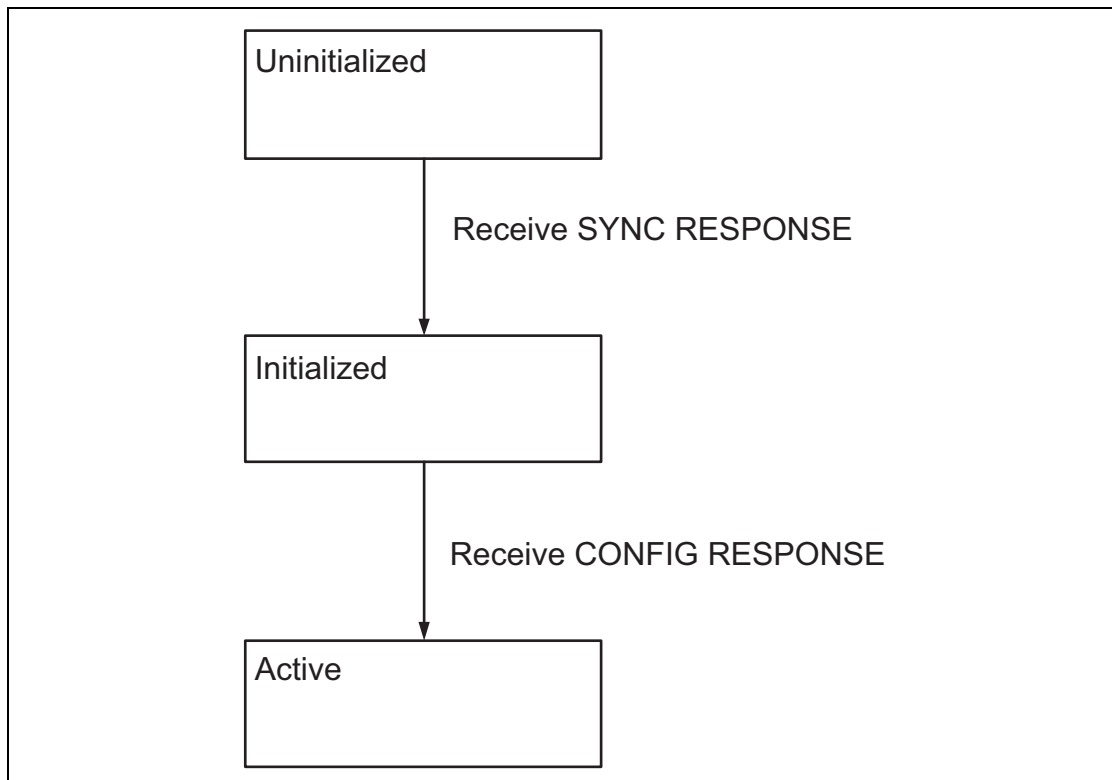 Uninitialized
Receive SYNC RESPONSE
Initialized
Receive CONFIG RESPONSE
Active